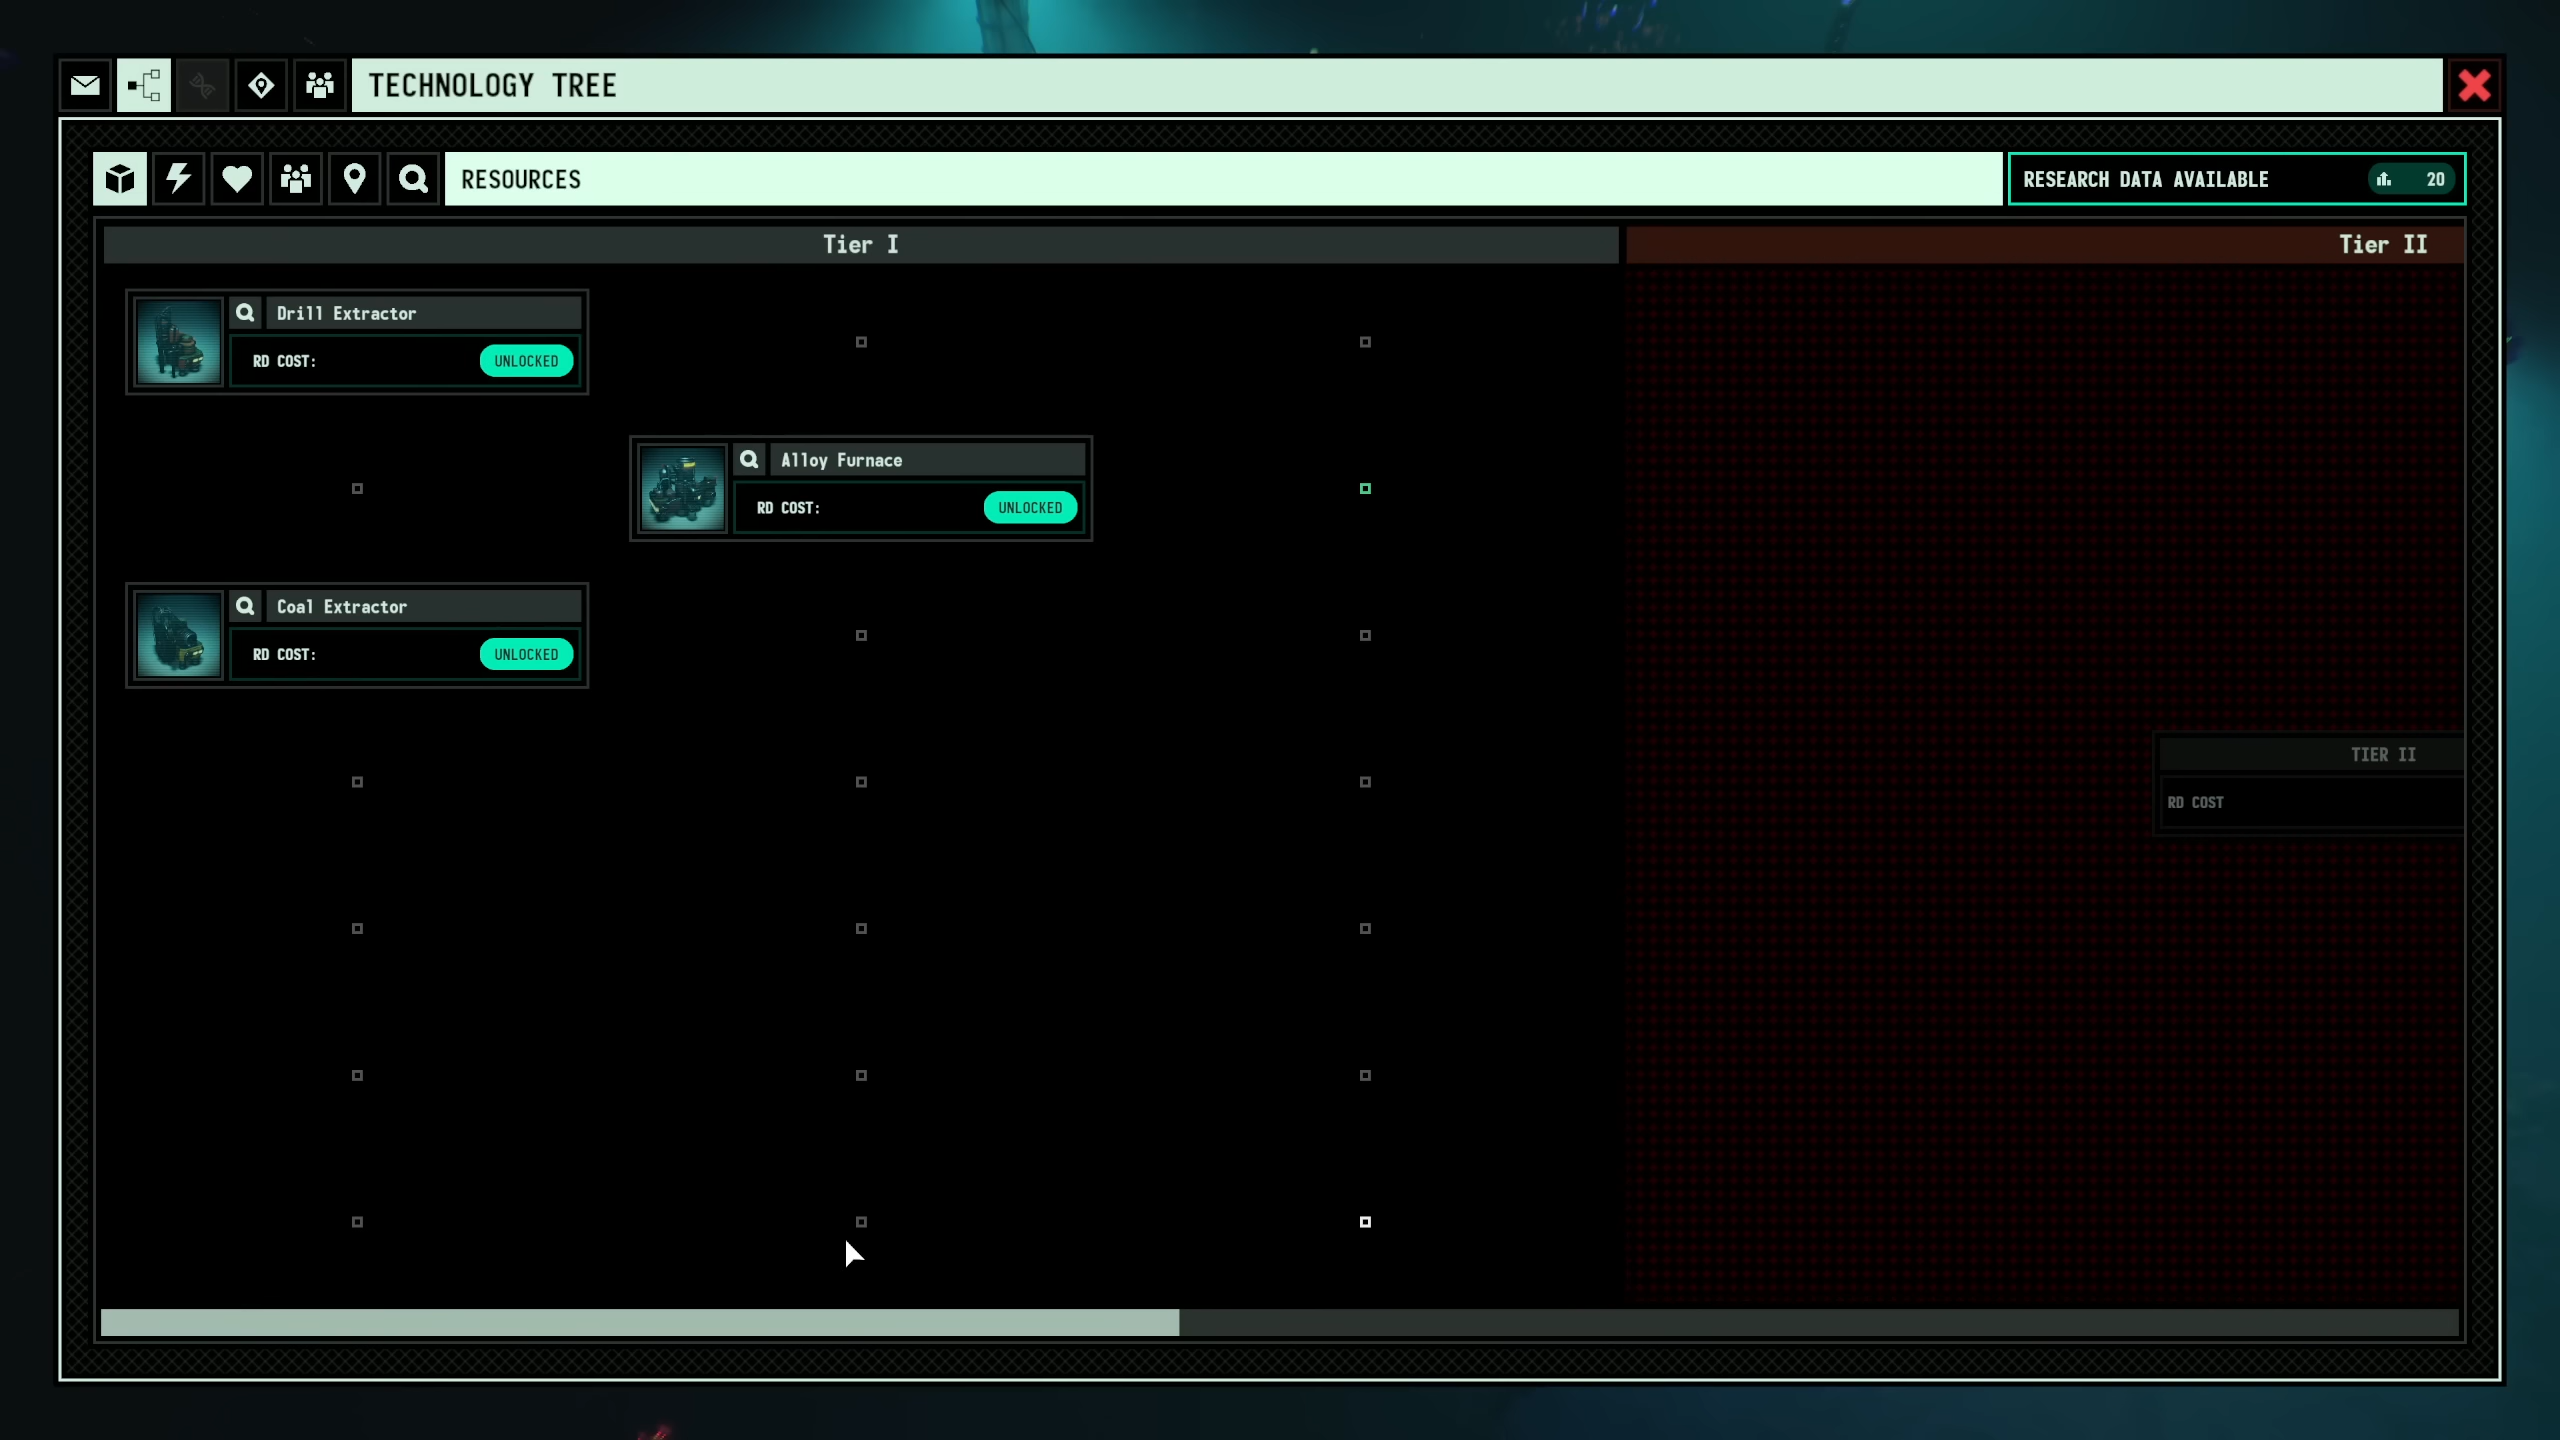 TECHNOLOGY TREE
RESOURCES
RESEARCH DATA AVAILABLE 20
Tier I
Tier II
Drill Extractor
RD COST: UNLOCKED
Alloy Furnace
RD COST: UNLOCKED
Coal Extractor
RD COST: UNLOCKED
TIER II
RD COST